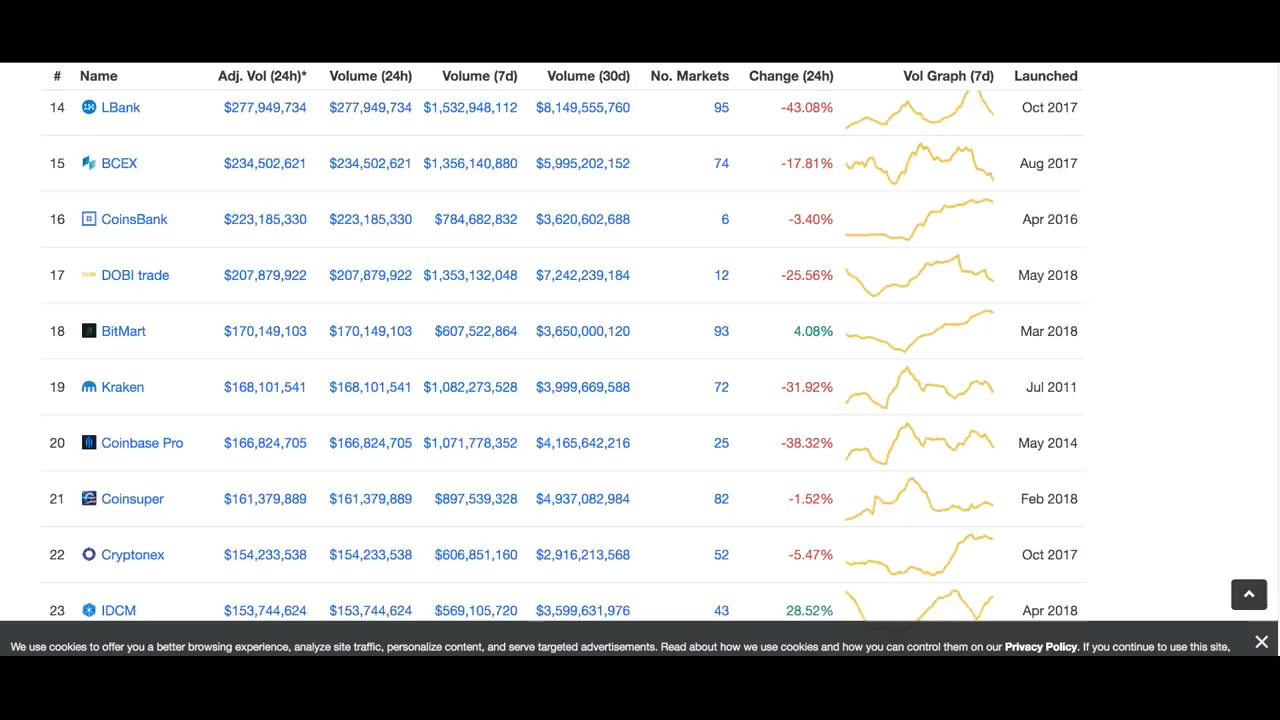 # Name Adj. Vol (24h)* Volume (24h) Volume (7d) Volume (30d) No. Markets Change (24h) Vol Graph (7d) Launched
14 LBank $277,949,734 $277,949,734 $1,532,948,112 $8,149,555,760 95 -43.08% Oct 2017
15 BCEX $234,502,621 $234,502,621 $1,356,140,880 $5,995,202,152 74 -17.81% Aug 2017
16 CoinsBank $223,185,330 $223,185,330 $784,682,832 $3,620,602,688 6 -3.40% Apr 2016
17 DOBI trade $207,879,922 $207,879,922 $1,353,132,048 $7,242,239,184 12 -25.56% May 2018
18 BitMart $170,149,103 $170,149,103 $607,522,864 $3,650,000,120 93 4.08% Mar 2018
19 Kraken $168,101,541 $168,101,541 $1,082,273,528 $3,999,669,588 72 -31.92% Jul 2011
20 Coinbase Pro $166,824,705 $166,824,705 $1,071,778,352 $4,165,642,216 25 -38.32% May 2014
21 Coinsuper $161,379,889 $161,379,889 $897,539,328 $4,937,082,984 82 -1.52% Feb 2018
22 Cryptonex $154,233,538 $154,233,538 $606,851,160 $2,916,213,568 52 -5.47% Oct 2017
23 IDCM $153,744,624 $153,744,624 $569,105,720 $3,599,631,976 43 28.52% Apr 2018
We use cookies to offer you a better browsing experience, analyze site traffic, personalize content, and serve targeted advertisements. Read about how we use cookies and how you can control them on our Privacy Policy. If you continue to use this site,